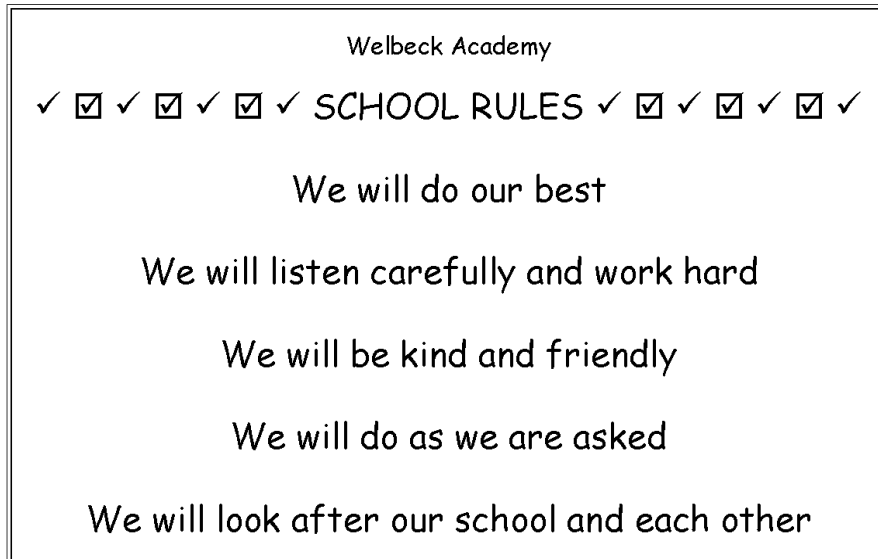 Welbeck Academy
✓ ☑ ✓ ☑ ✓ ☑ ✓ SCHOOL RULES ✓ ☑ ✓ ☑ ✓ ☑ ✓
We will do our best
We will listen carefully and work hard
We will be kind and friendly
We will do as we are asked
We will look after our school and each other